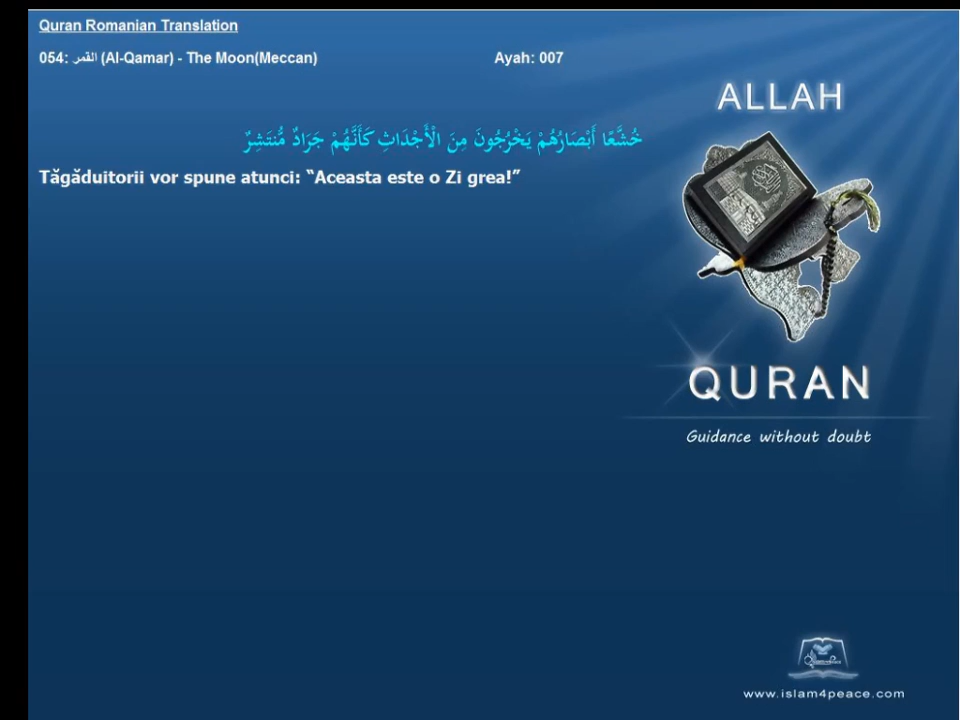 Quran Romanian Translation
054: القمر (Al-Qamar) - The Moon(Meccan) Ayah: 007
ALLAH
خُشَّعًا أَبْصَارُهُمْ يَخْرُجُونَ مِنَ الْأَجْدَاثِ كَأَنَّهُمْ جَرَادٌ مُّنتَشِرٌ
Tăgăduitorii vor spune atunci: “Aceasta este o Zi grea!”
QURAN
Guidance without doubt
www.islam4peace.com